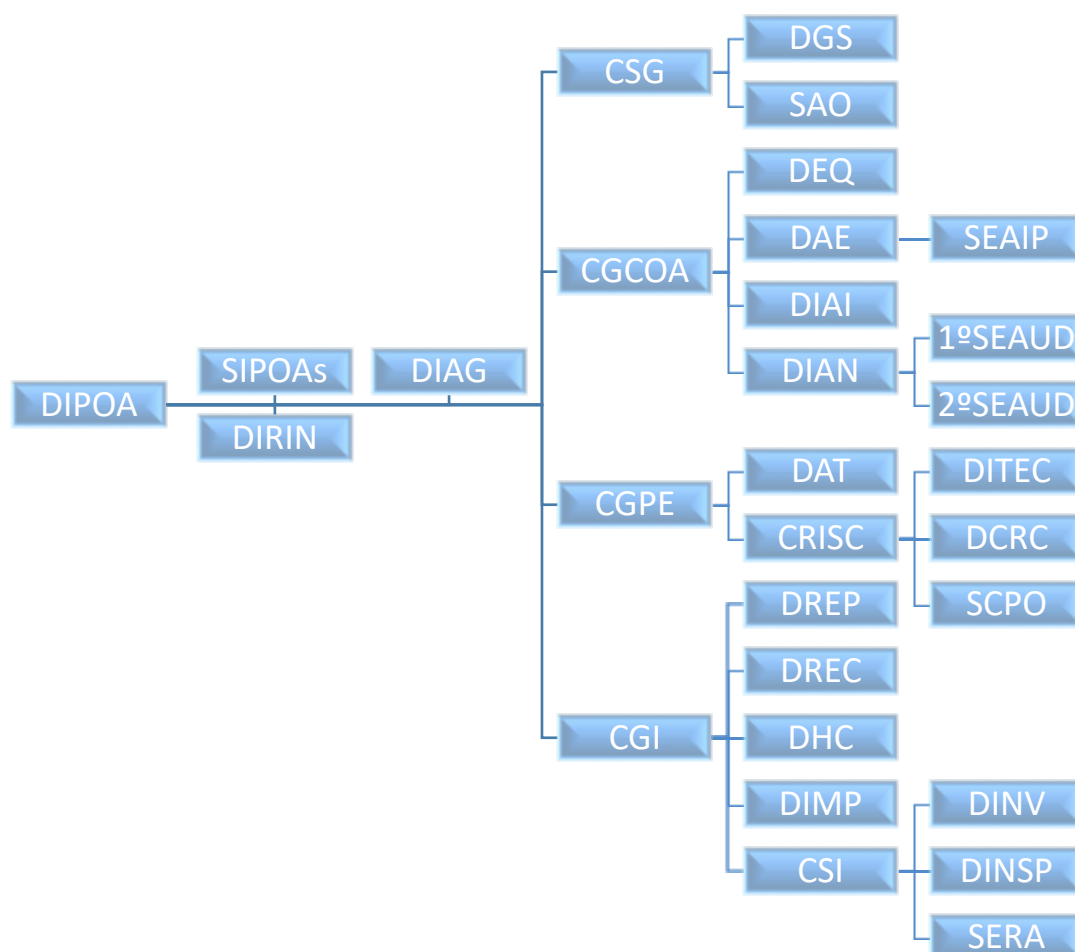 DIPOA
SIPOAs
DIRIN
DIAG
CSG
DGS
SAO
CGCOA
DEQ
DAE
SEAIP
DIAI
DIAN
1ºSEAUD
2ºSEAUD
CGPE
DAT
CRISC
DITEC
DCRC
SCPO
CGI
DREP
DREC
DHC
DIMP
CSI
DINV
DINSP
SERA